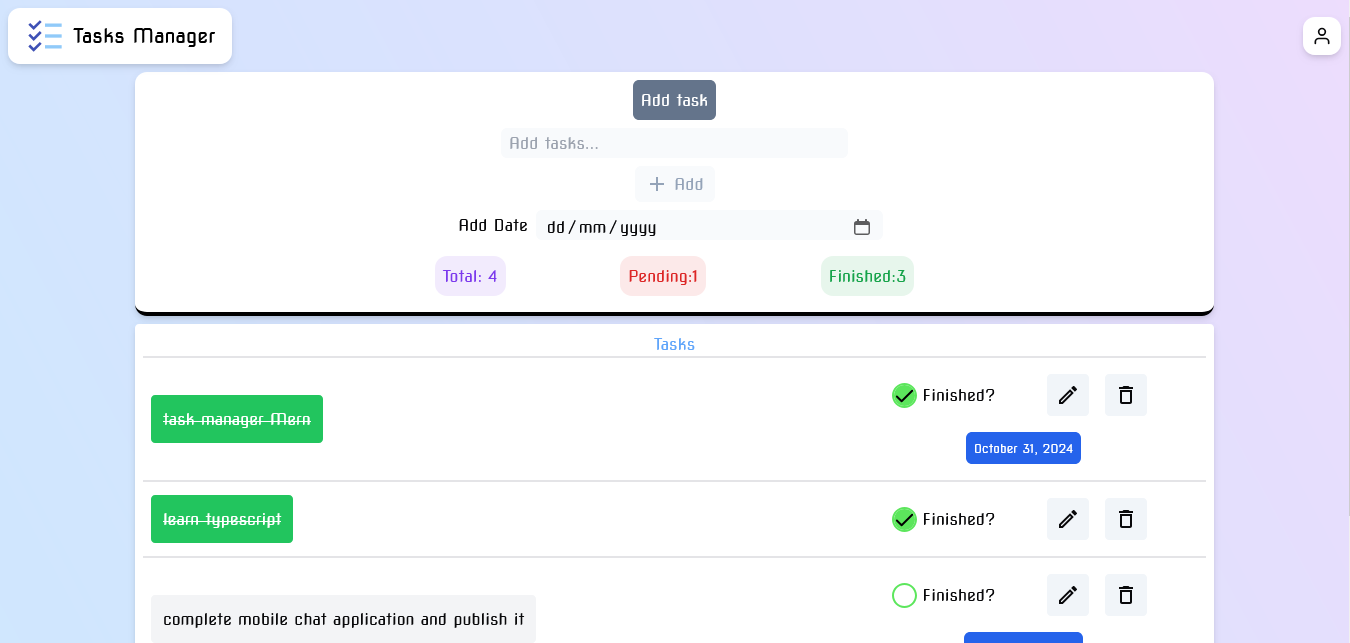 Tasks Manager
Add task
Add tasks...
Add
Add Date dd/mm/yyyy
Total: 4 Pending:1 Finished:3
Tasks
task manager Mern Finished?
October 31, 2024
learn typescript Finished?
Finished?
complete mobile chat application and publish it